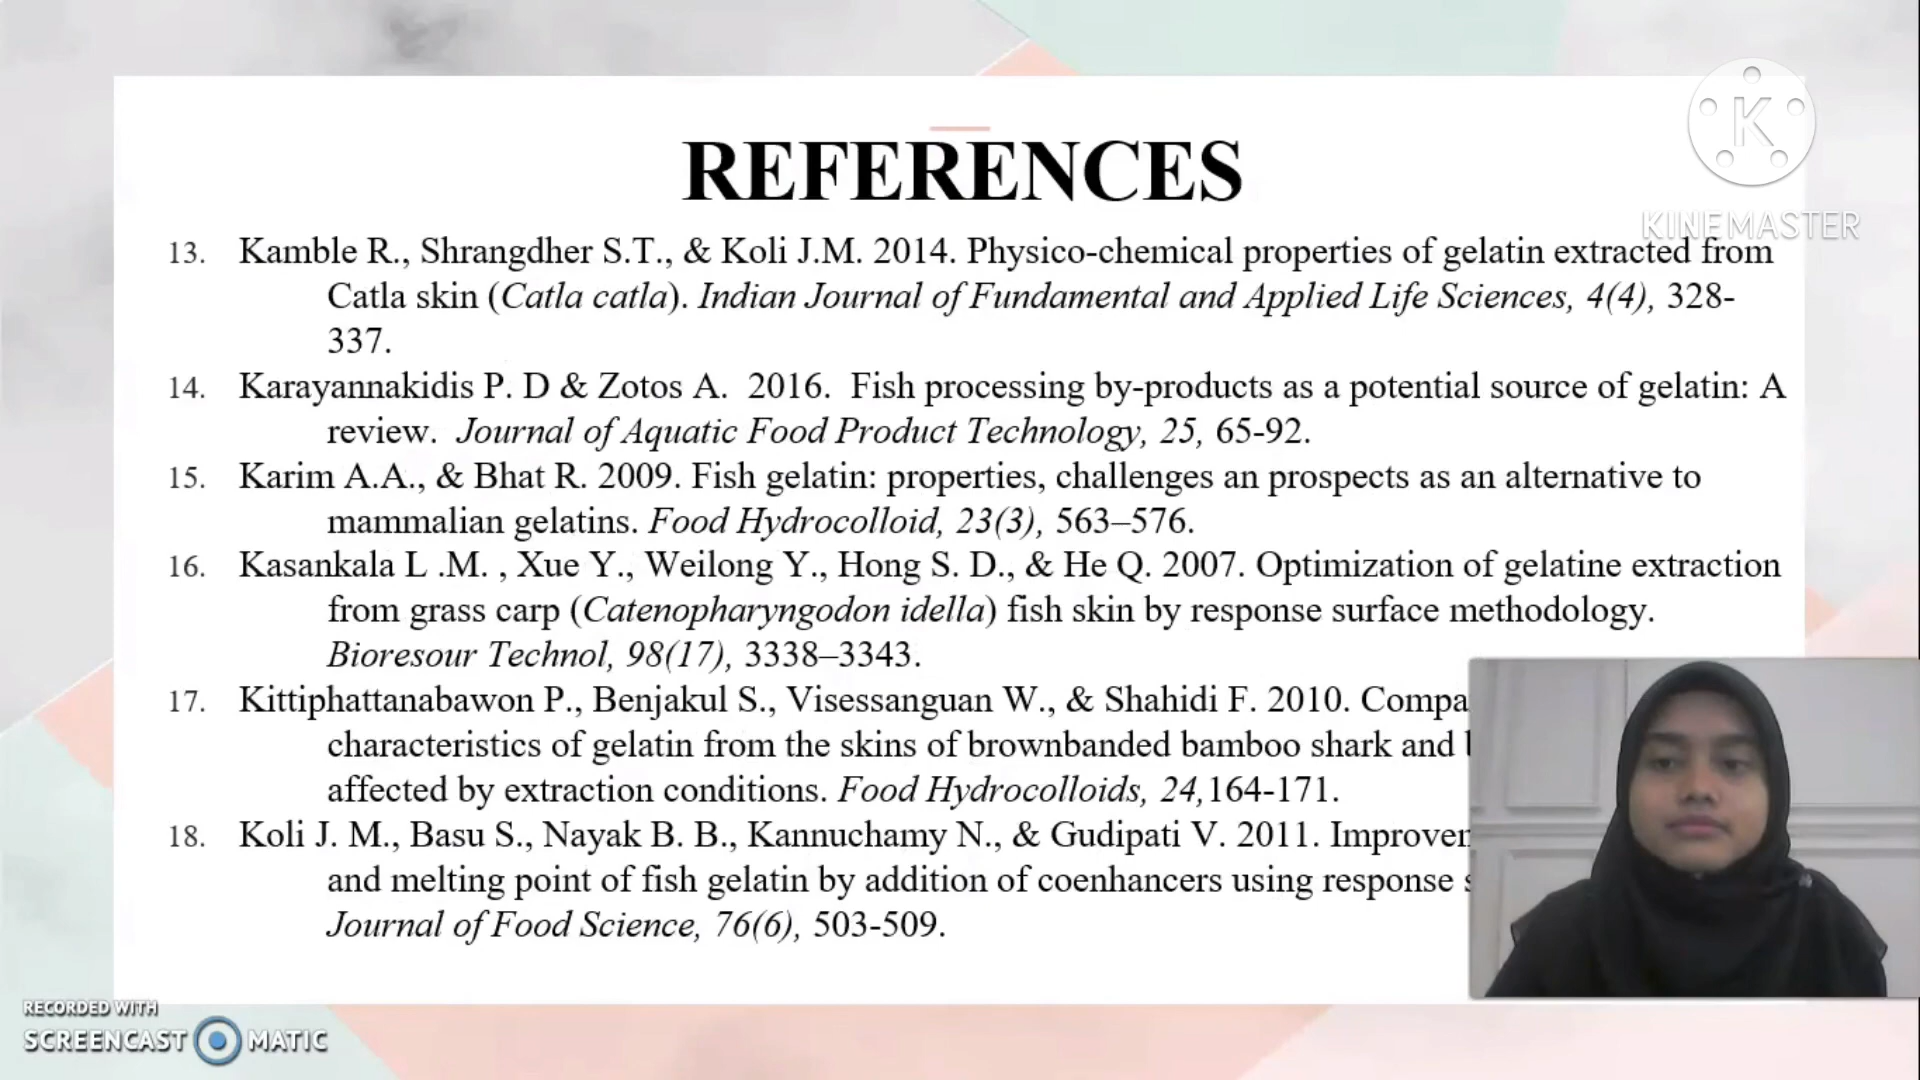 REFERENCES
KINEMASTER
13. Kamble R., Shrangdher S.T., & Koli J.M. 2014. Physico-chemical properties of gelatin extracted from
Catla skin (Catla catla). Indian Journal of Fundamental and Applied Life Sciences, 4(4), 328-
337.
14. Karayannakidis P. D & Zotos A. 2016. Fish processing by-products as a potential source of gelatin: A
review. Journal of Aquatic Food Product Technology, 25, 65-92.
15. Karim A.A., & Bhat R. 2009. Fish gelatin: properties, challenges an prospects as an alternative to
mammalian gelatins. Food Hydrocolloid, 23(3), 563–576.
16. Kasankala L .M. , Xue Y., Weilong Y., Hong S. D., & He Q. 2007. Optimization of gelatine extraction
from grass carp (Catenopharyngodon idella) fish skin by response surface methodology.
Bioresour Technol, 98(17), 3338–3343.
17. Kittiphattanabawon P., Benjakul S., Visessanguan W., & Shahidi F. 2010. Compa
characteristics of gelatin from the skins of brownbanded bamboo shark and
affected by extraction conditions. Food Hydrocolloids, 24,164-171.
18. Koli J. M., Basu S., Nayak B. B., Kannuchamy N., & Gudipati V. 2011. Improvem
and melting point of fish gelatin by addition of coenhancers using response
Journal of Food Science, 76(6), 503-509.
RECORDED WITH
SCREENCAST MATIC